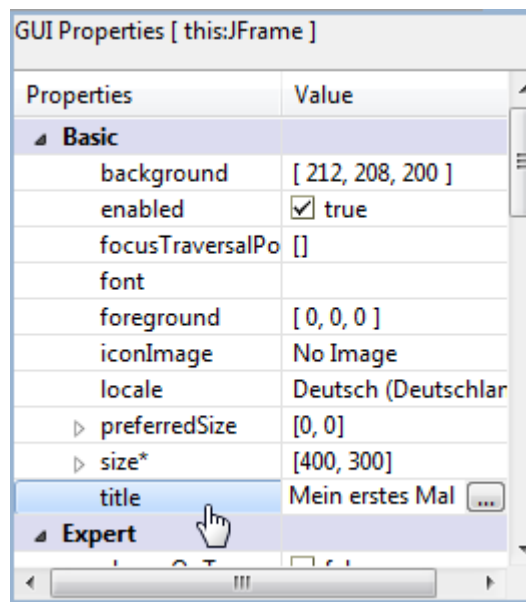 GUI Properties [ this:JFrame ]
Properties Value
Basic
background [ 212, 208, 200 ]
enabled true
focusTraversalPo []
font
foreground [ 0, 0, 0 ]
iconImage No Image
locale Deutsch (Deutschlan
preferredSize [0, 0]
size* [400, 300]
title Mein erstes Mal ...
Expert